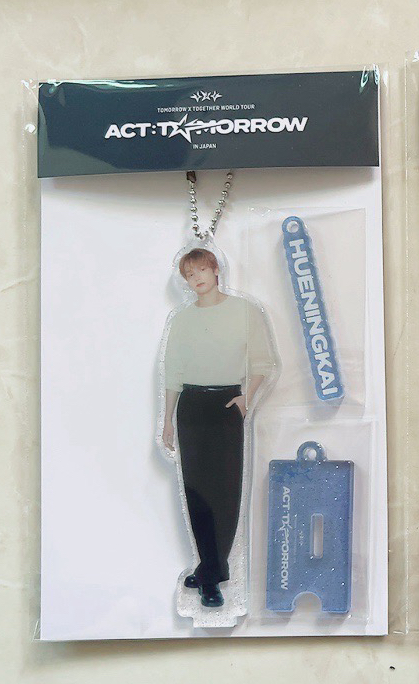 TOMORROW X TOGETHER WORLD TOUR
ACT:TOMORROW
IN JAPAN
HUENINGKAI
ACT:TOMORROW